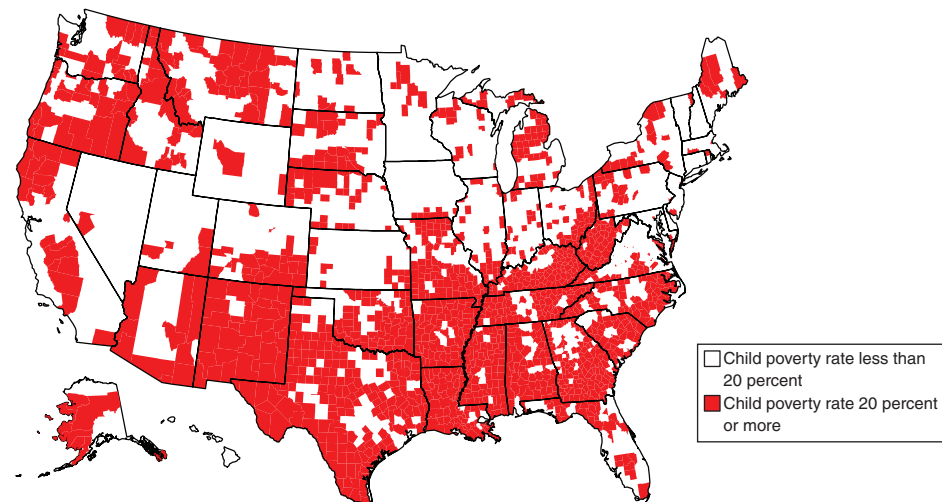 Child poverty rate less than
20 percent
Child poverty rate 20 percent
or more